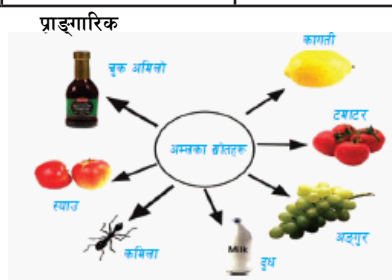 प्राङ्गारिक
चुक अमिलो
कागती
टमाटर
अम्लका स्रोतहरू
स्याउ
अङ्गुर
कमिला
दुध
Milk